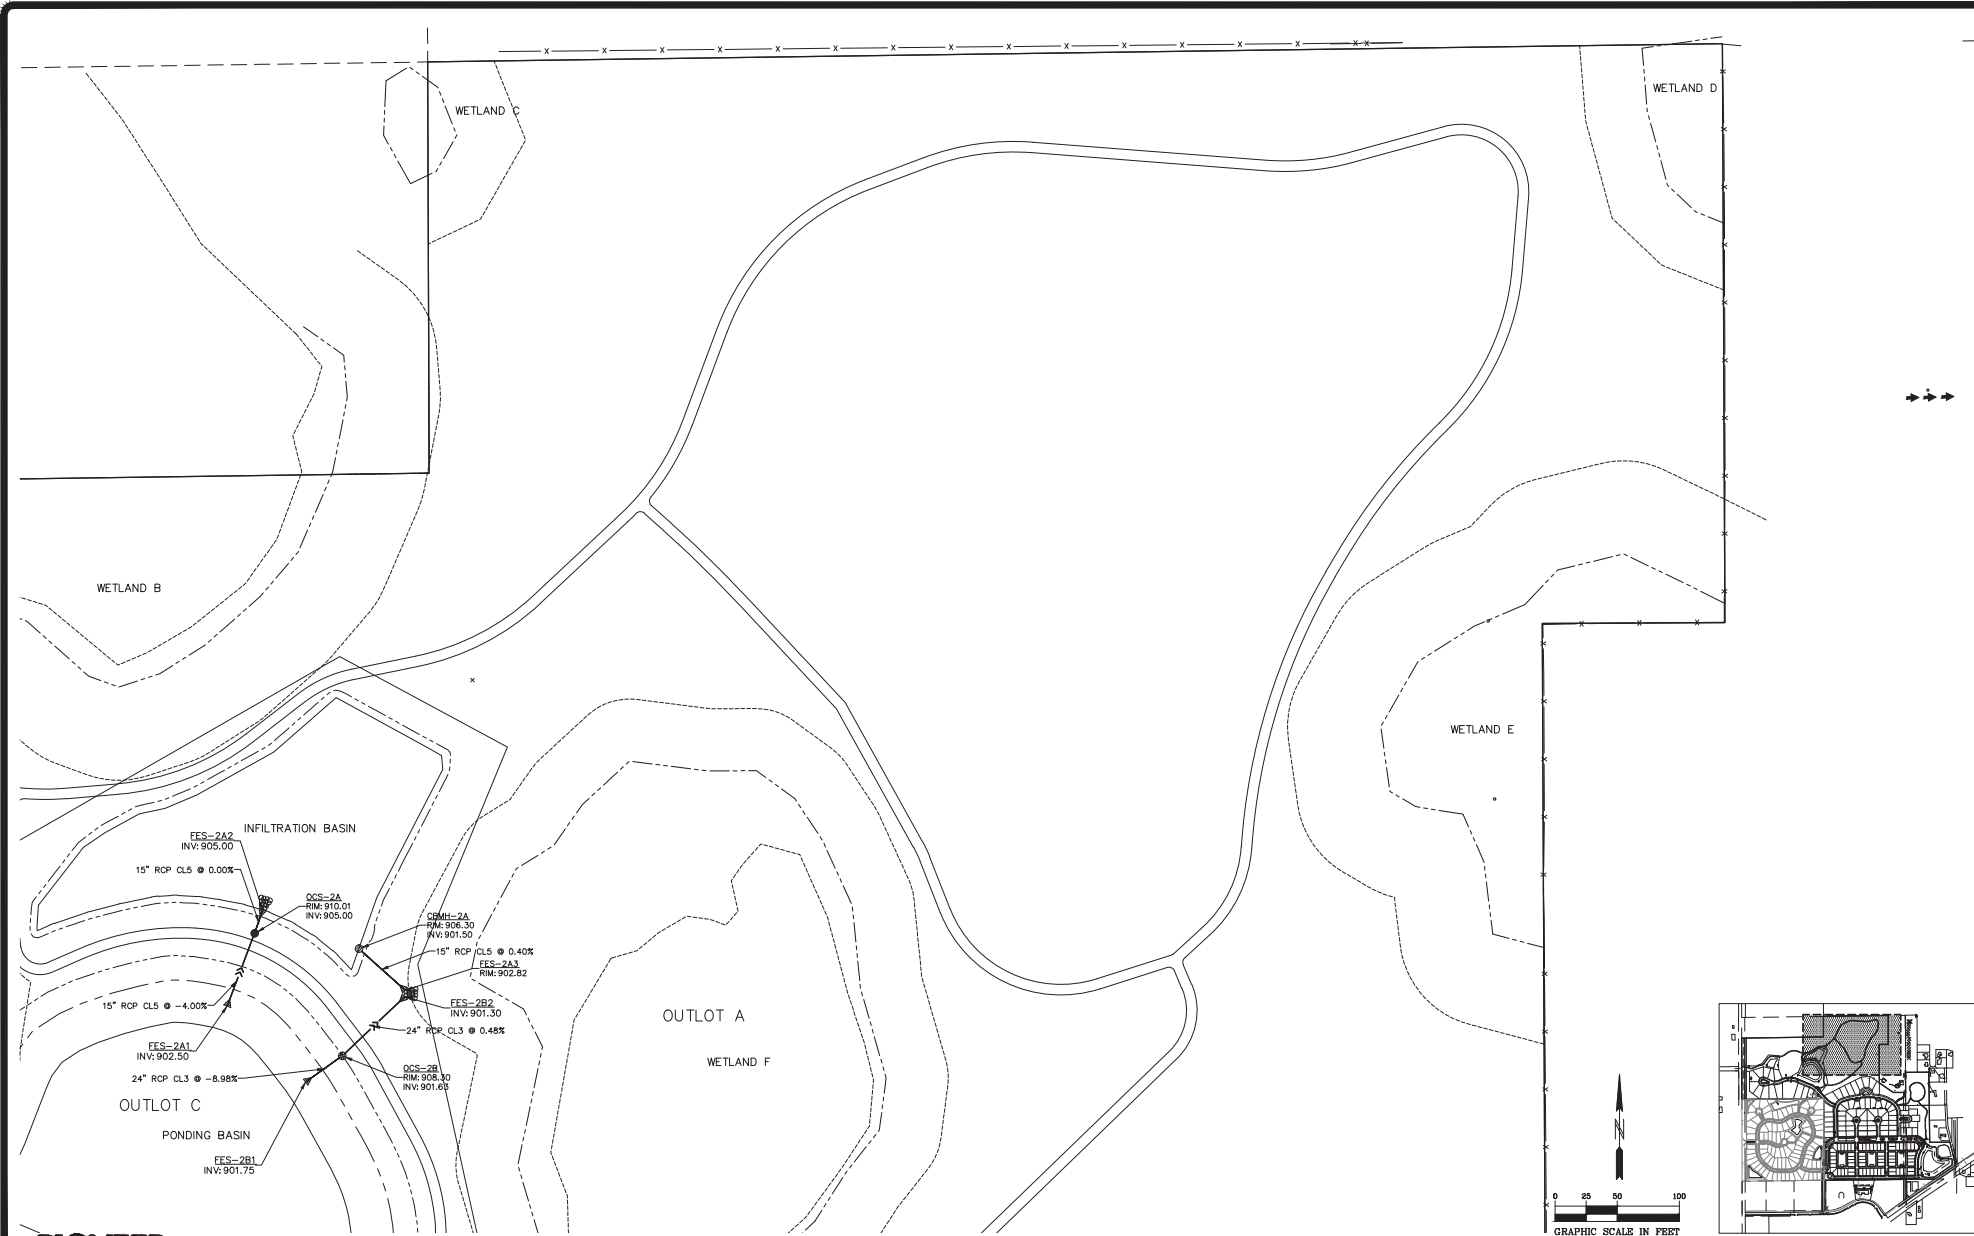 WETLAND C
WETLAND D
WETLAND B
WETLAND E
INFILTRATION BASIN
FES-2A2
INV: 905.00
15" RCP CL5 @ 0.00%
OCS-2A
RIM: 910.01
INV: 905.00
CBMH-2A
RIM: 906.30
INV: 901.50
15" RCP CL5 @ 0.40%
FES-2A3
RIM: 902.82
FES-2B2
INV: 901.30
15" RCP CL5 @ -4.00%
OUTLOT A
24" RCP CL3 @ 0.48%
FES-2A1
INV: 902.50
WETLAND F
OCS-2B
RIM: 908.30
INV: 901.63
24" RCP CL3 @ -8.98%
OUTLOT C
PONDING BASIN
FES-2B1
INV: 901.75
N
0 25 50 100
GRAPHIC SCALE IN FEET